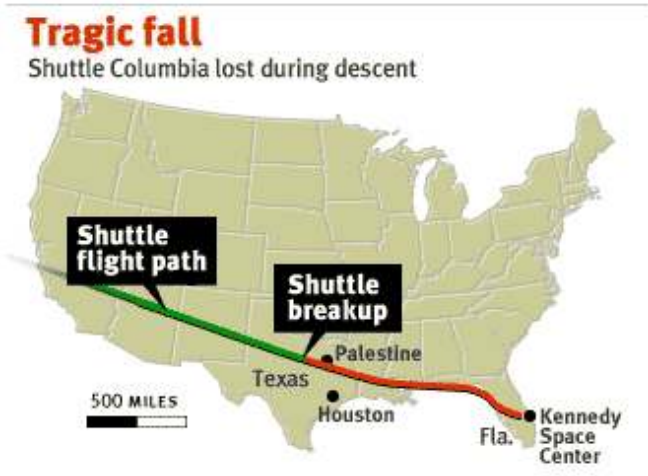 Tragic fall
Shuttle Columbia lost during descent
Shuttle
flight path
Shuttle
breakup
Palestine
Texas
500 MILES
Houston
Fla.
Kennedy
Space
Center